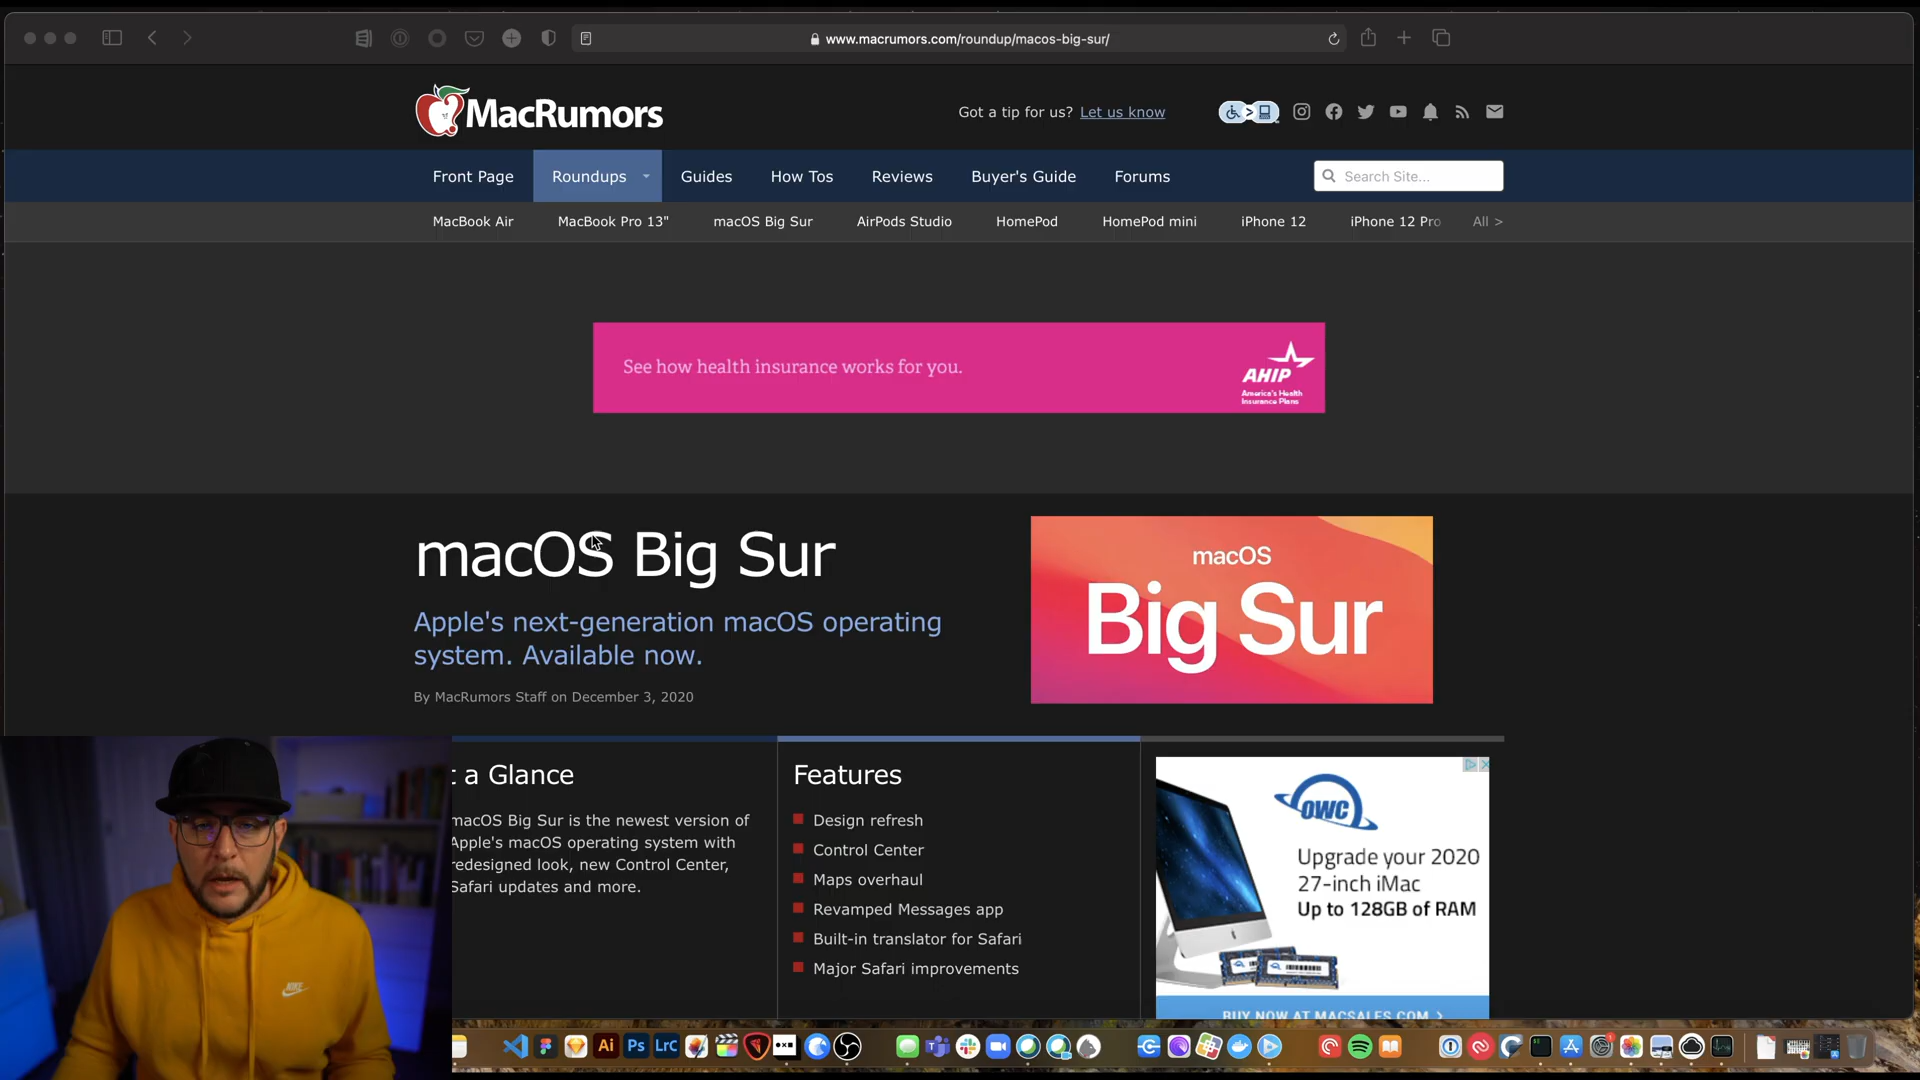 www.macrumors.com/roundup/macos-big-sur/
MacRumors
Got a tip for us? Let us know
Front Page
Roundups
Guides
How Tos
Reviews
Buyer's Guide
Forums
Search Site...
MacBook Air
MacBook Pro 13"
macOS Big Sur
AirPods Studio
HomePod
HomePod mini
iPhone 12
iPhone 12 Pro
All >
See how health insurance works for you.
AHIP
America's Health
Insurance Plans
macOS Big Sur
Apple's next-generation macOS operating
system. Available now.
By MacRumors Staff on December 3, 2020
macOS
Big Sur
t a Glance
macOS Big Sur is the newest version of
Apple's macOS operating system with
redesigned look, new Control Center,
Safari updates and more.
Features
Design refresh
Control Center
Maps overhaul
Revamped Messages app
Built-in translator for Safari
Major Safari improvements
OWC
Upgrade your 2020
27-inch iMac
Up to 128GB of RAM
BUY NOW AT MACSALES.COM >
NIKE
Ai
Ps
LrC